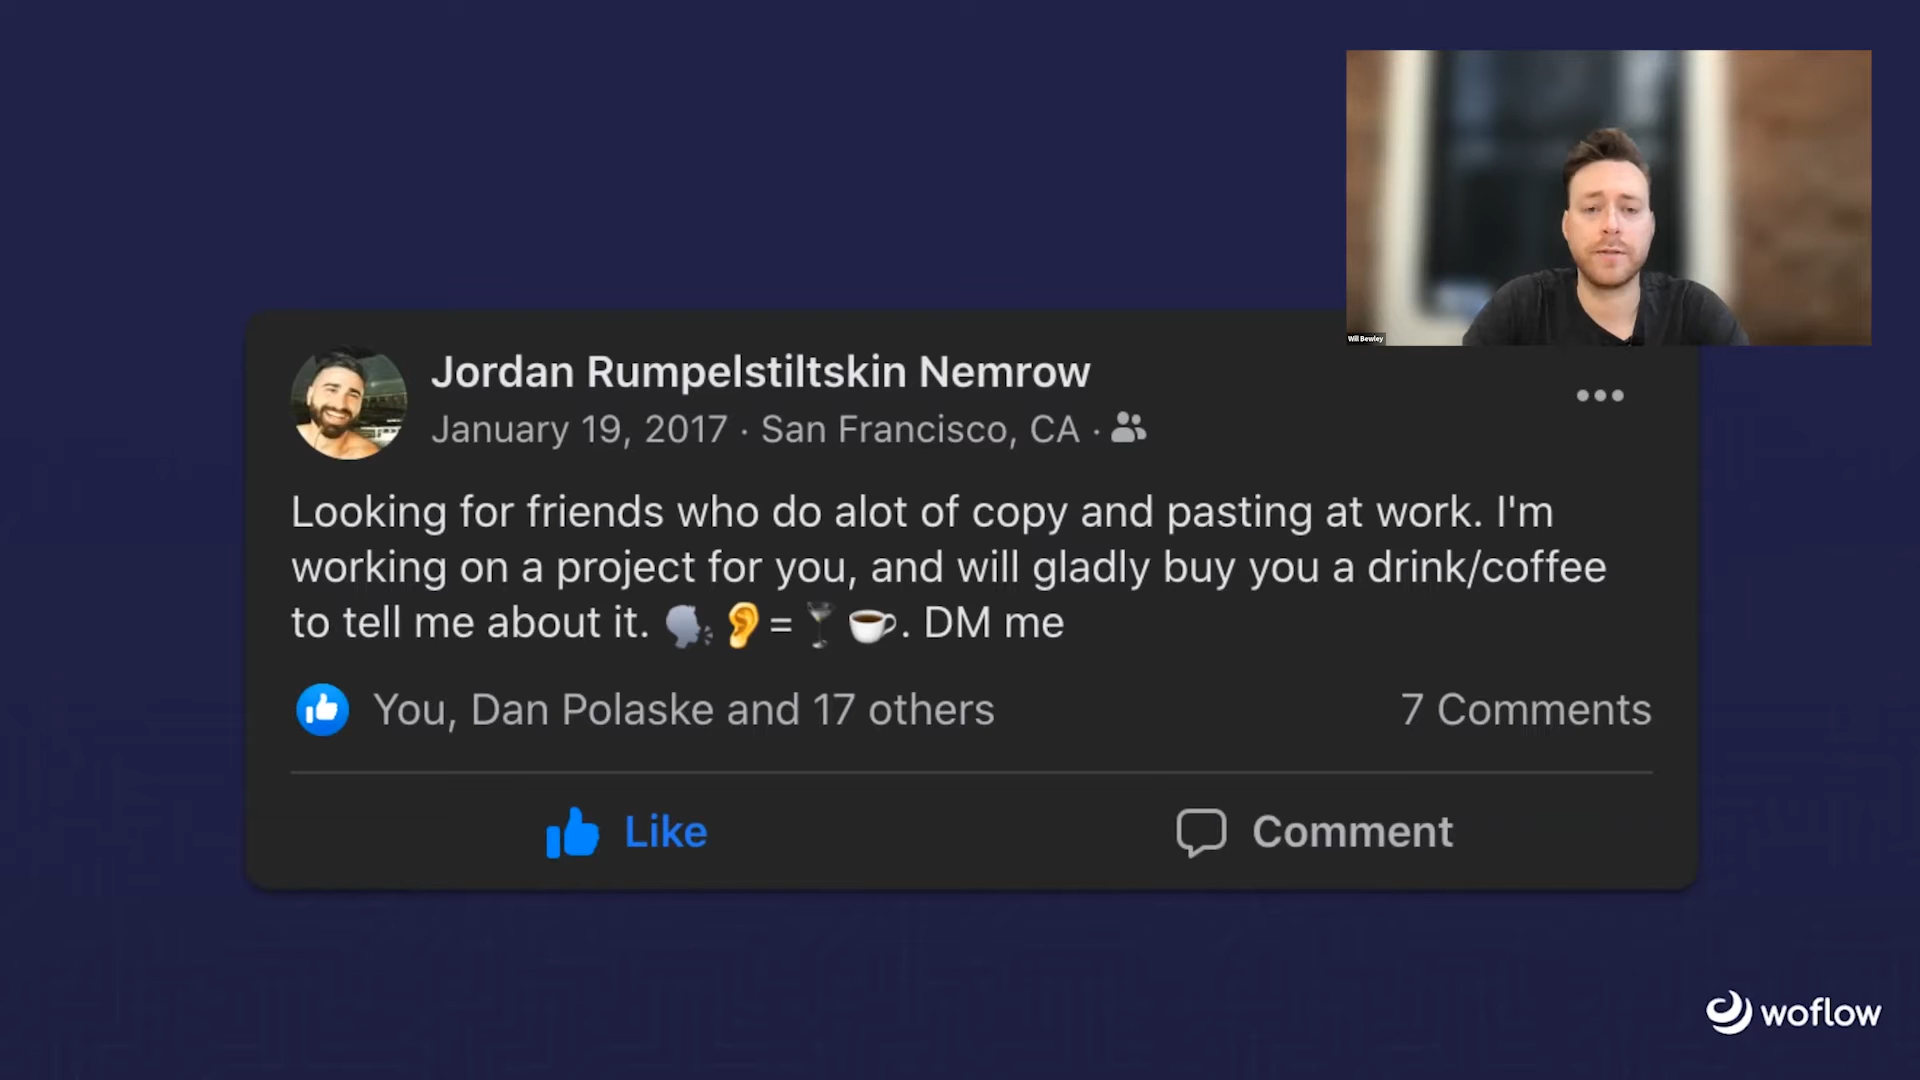 Will Bewley
Jordan Rumpelstiltskin Nemrow
January 19, 2017 · San Francisco, CA ·
Looking for friends who do alot of copy and pasting at work. I'm
working on a project for you, and will gladly buy you a drink/coffee
to tell me about it. 🗣️👂=🍸☕. DM me
You, Dan Polaske and 17 others
7 Comments
Like
Comment
woflow